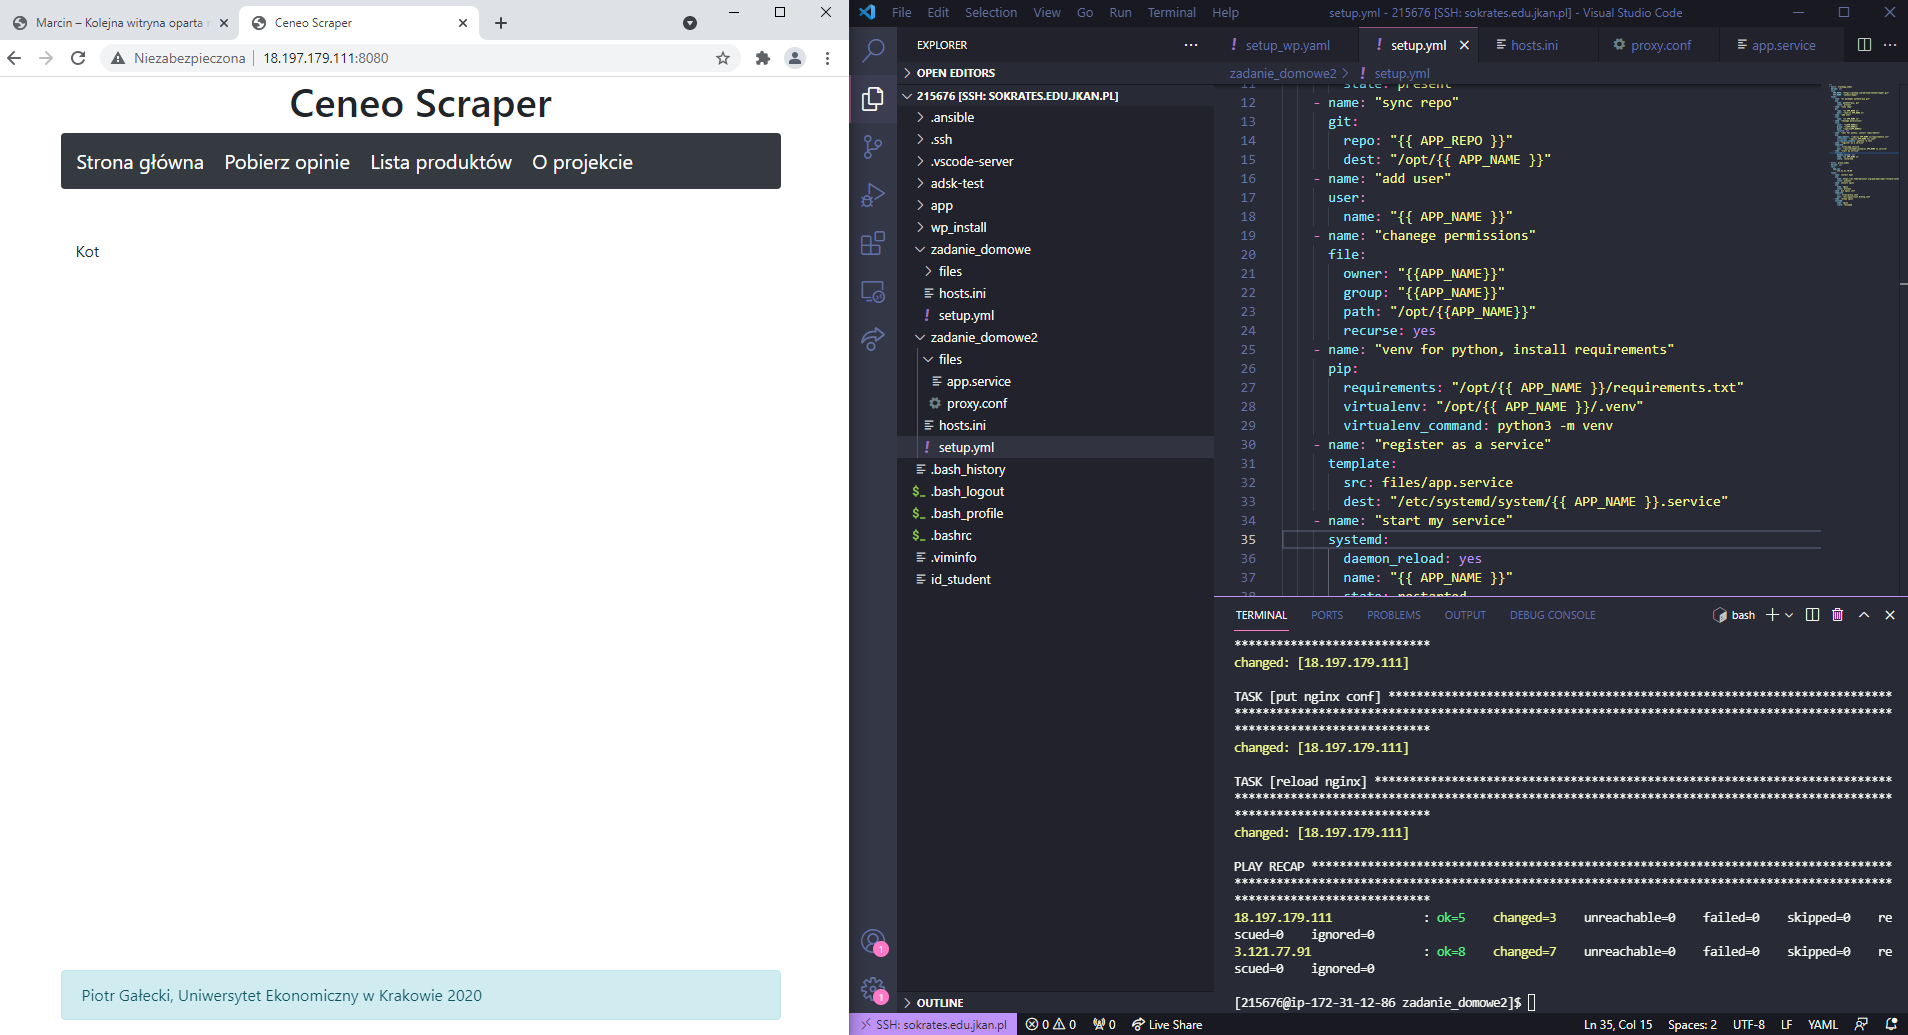 Marcin – Kolejna witryna oparta
Ceneo Scraper
Niezabezpieczona
18.197.179.111:8080
Ceneo Scraper
Strona główna Pobierz opinie Lista produktów O projekcie
Kot
Piotr Gałecki, Uniwersytet Ekonomiczny w Krakowie 2020
File Edit Selection View Go Run Terminal Help
setup.yml - 215676 [SSH: sokrates.edu.jkan.pl] - Visual Studio Code
EXPLORER
OPEN EDITORS
215676 [SSH: SOKRATES.EDU.JKAN.PL]
.ansible
.ssh
.vscode-server
adsk-test
app
wp_install
zadanie_domowe
files
hosts.ini
! setup.yml
zadanie_domowe2
files
app.service
proxy.conf
hosts.ini
! setup.yml
.bash_history
$_ .bash_logout
$_ .bash_profile
$_ .bashrc
.viminfo
id_student
OUTLINE
! setup_wp.yaml
! setup.yml
hosts.ini
proxy.conf
app.service
zadanie_domowe2 > ! setup.yml
11 state: present
12 - name: "sync repo"
13 git:
14 repo: "{{ APP_REPO }}"
15 dest: "/opt/{{ APP_NAME }}"
16 - name: "add user"
17 user:
18 name: "{{ APP_NAME }}"
19 - name: "chanege permissions"
20 file:
21 owner: "{{APP_NAME}}"
22 group: "{{APP_NAME}}"
23 path: "/opt/{{APP_NAME}}"
24 recurse: yes
25 - name: "venv for python, install requirements"
26 pip:
27 requirements: "/opt/{{ APP_NAME }}/requirements.txt"
28 virtualenv: "/opt/{{ APP_NAME }}/.venv"
29 virtualenv_command: python3 -m venv
30 - name: "register as a service"
31 template:
32 src: files/app.service
33 dest: "/etc/systemd/system/{{ APP_NAME }}.service"
34 - name: "start my service"
35 systemd:
36 daemon_reload: yes
37 name: "{{ APP_NAME }}"
38 state: restarted
TERMINAL PORTS PROBLEMS OUTPUT DEBUG CONSOLE
bash
****************************
changed: [18.197.179.111]
TASK [put nginx conf] ************************************************************************
**********************************************************************************************
****************************
changed: [18.197.179.111]
TASK [reload nginx] **************************************************************************
**********************************************************************************************
****************************
changed: [18.197.179.111]
PLAY RECAP ***********************************************************************************
**********************************************************************************************
****************************
18.197.179.111 : ok=5 changed=3 unreachable=0 failed=0 skipped=0 re
scued=0 ignored=0
3.121.77.91 : ok=8 changed=7 unreachable=0 failed=0 skipped=0 re
scued=0 ignored=0
[215676@ip-172-31-12-86 zadanie_domowe2]$
1
1
SSH: sokrates.edu.jkan.pl
0 0 0 Live Share
Ln 35, Col 15 Spaces: 2 UTF-8 LF YAML